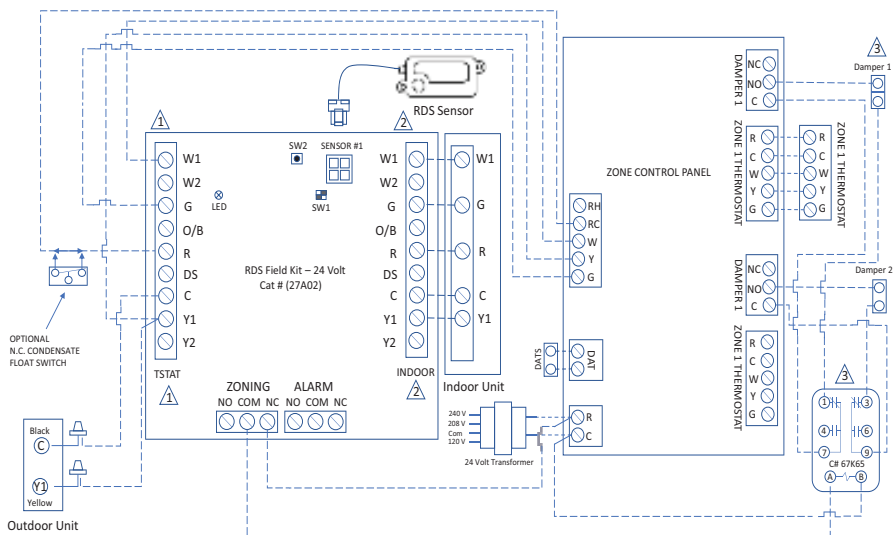 RDS Sensor
1
W1
W2
G
O/B
R
DS
C
Y1
Y2
TSTAT
1
SW2
SENSOR #1
LED
SW1
RDS Field Kit – 24 Volt
Cat # (27A02)
2
W1
W2
G
O/B
R
DS
C
Y1
Y2
INDOOR
2
ZONING
NO COM NC
ALARM
NO COM NC
W1
G
R
C
Y1
Indoor Unit
OPTIONAL
N.C. CONDENSATE
FLOAT SWITCH
Black
C
Y1
Yellow
Outdoor Unit
240 V
208 V
Com
120 V
24 Volt Transformer
ZONE CONTROL PANEL
RH
RC
W
Y
G
DATS
DAT
R
C
DAMPER 1
NC
NO
C
ZONE 1 THERMOSTAT
R
C
W
Y
G
R
C
W
Y
G
ZONE 1 THERMOSTAT
DAMPER 1
NC
NO
C
ZONE 1 THERMOSTAT
R
C
W
Y
G
3
Damper 1
Damper 2
3
1
3
4
6
7
9
C# 67K65
A
B